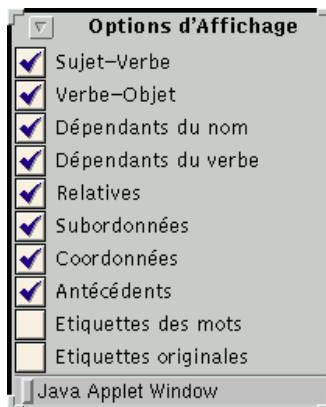 Options d'Affichage
Sujet–Verbe
Verbe–Objet
Dépendants du nom
Dépendants du verbe
Relatives
Subordonnées
Coordonnées
Antécédents
Etiquettes des mots
Etiquettes originales
Java Applet Window